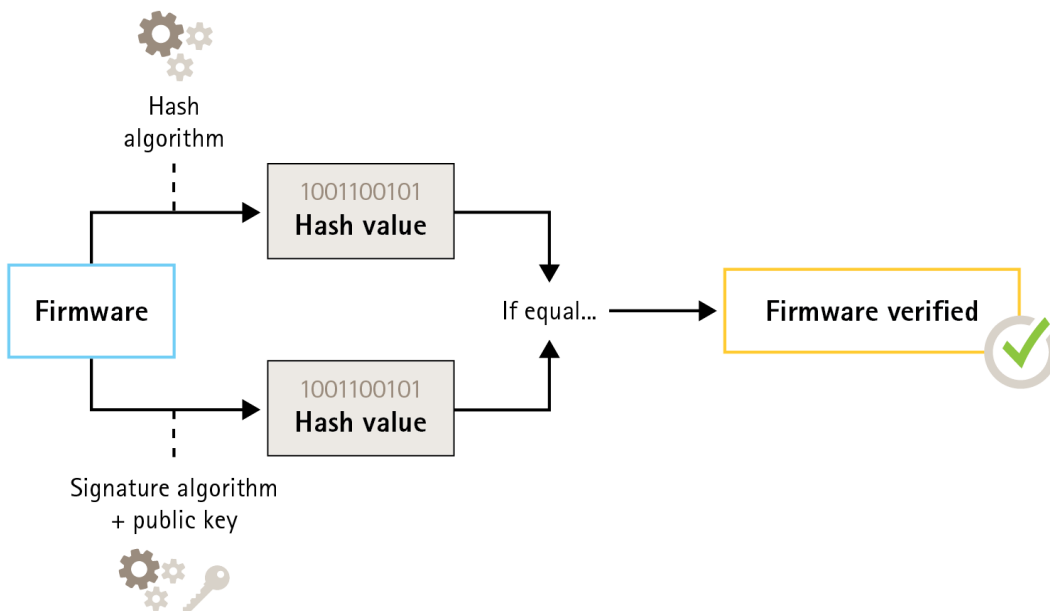 Hash
algorithm
1001100101
Hash value
Firmware
If equal...
Firmware verified
1001100101
Hash value
Signature algorithm
+ public key